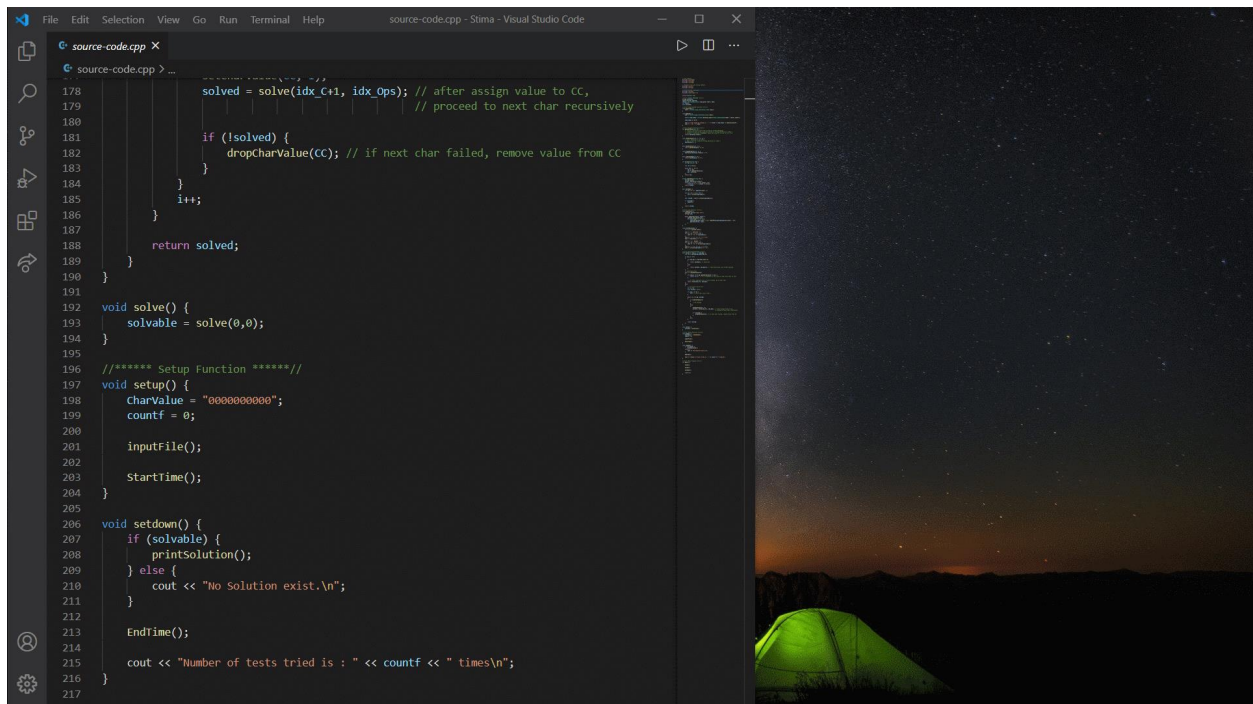 File Edit Selection View Go Run Terminal Help source-code.cpp - Stima - Visual Studio Code
source-code.cpp
source-code.cpp > ...
178 solved = solve(idx_C+1, idx_Ops); // after assign value to CC,
179 // proceed to next char recursively
180
181 if (!solved) {
182 dropCharValue(CC); // if next char failed, remove value from CC
183 }
184 }
185 i++;
186 }
187
188 return solved;
189 }
190 }
191
192 void solve() {
193 solvable = solve(0,0);
194 }
195
196 //****** Setup Function ******//
197 void setup() {
198 CharValue = "0000000000";
199 countf = 0;
200
201 inputFile();
202
203 StartTime();
204 }
205
206 void setdown() {
207 if (solvable) {
208 printSolution();
209 } else {
210 cout << "No Solution exist.\n";
211 }
212
213 EndTime();
214
215 cout << "Number of tests tried is : " << countf << " times\n";
216 }
217